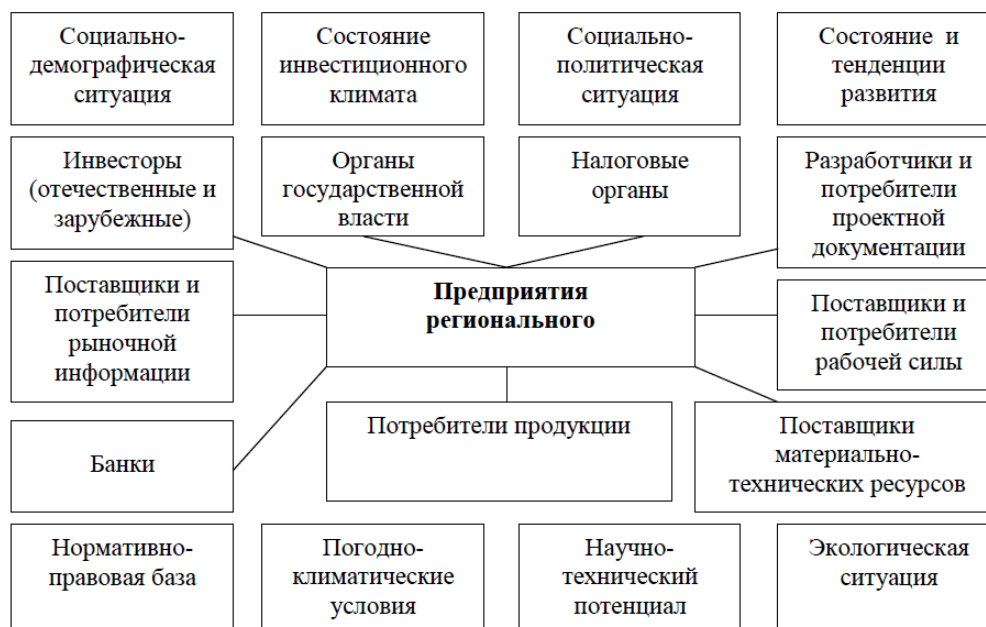 Социально-
демографическая
ситуация
Состояние
инвестиционного
климата
Социально-
политическая
ситуация
Состояние и
тенденции
развития
Инвесторы
(отечественные и
зарубежные)
Органы
государственной
власти
Налоговые
органы
Разработчики и
потребители
проектной
документации
Поставщики и
потребители
рыночной
информации
Предприятия
регионального
Поставщики и
потребители
рабочей силы
Банки
Потребители продукции
Поставщики
материально-
технических ресурсов
Нормативно-
правовая база
Погодно-
климатические
условия
Научно-
технический
потенциал
Экологическая
ситуация